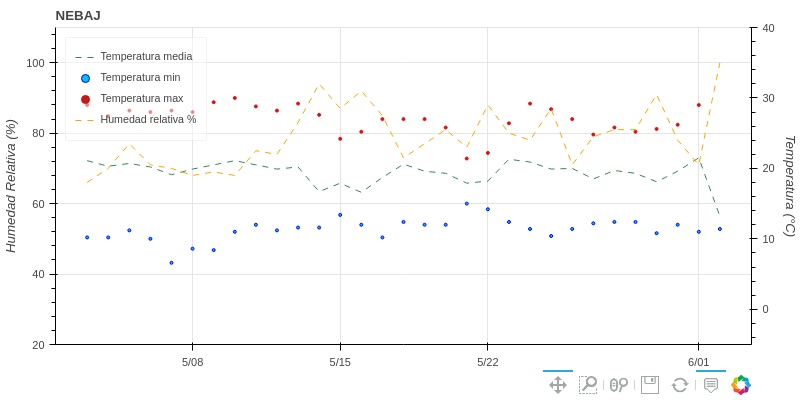 NEBAJ
Temperatura media
Temperatura min
Temperatura max
Humedad relativa %
Humedad Relativa (%)
100
80
60
40
20
40
30
20
10
0
Temperatura (°C)
5/08
5/15
5/22
6/01